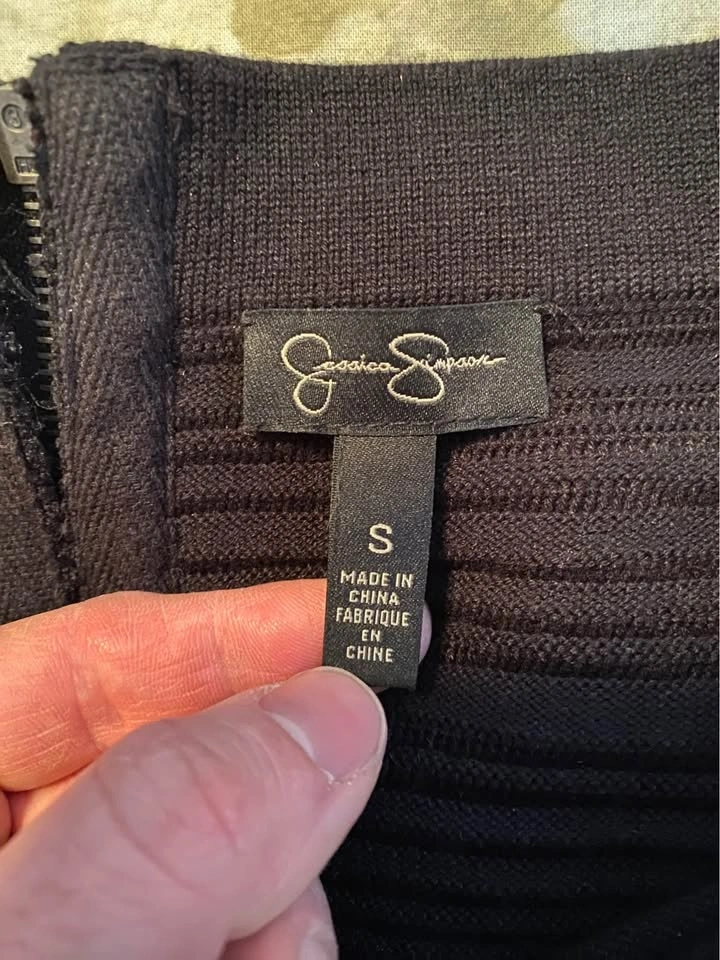 Jessica Simpson
S
MADE IN
CHINA
FABRIQUE
EN
CHINE